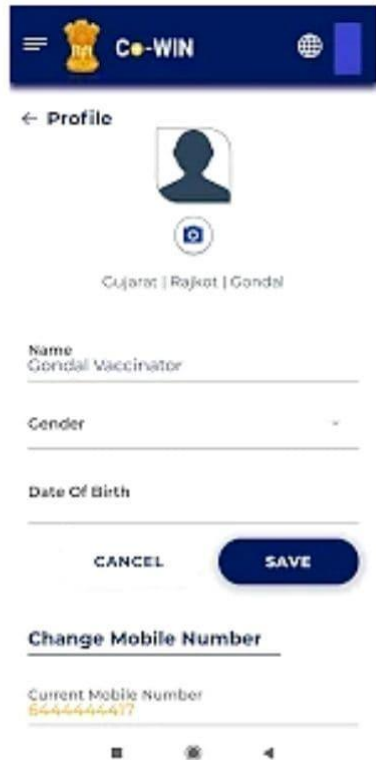 Co-WIN
← Profile
Gujarat | Rajkot | Gondal
Name
Gondal Vaccinator
Gender
Date Of Birth
CANCEL SAVE
Change Mobile Number
Current Mobile Number
6444444417